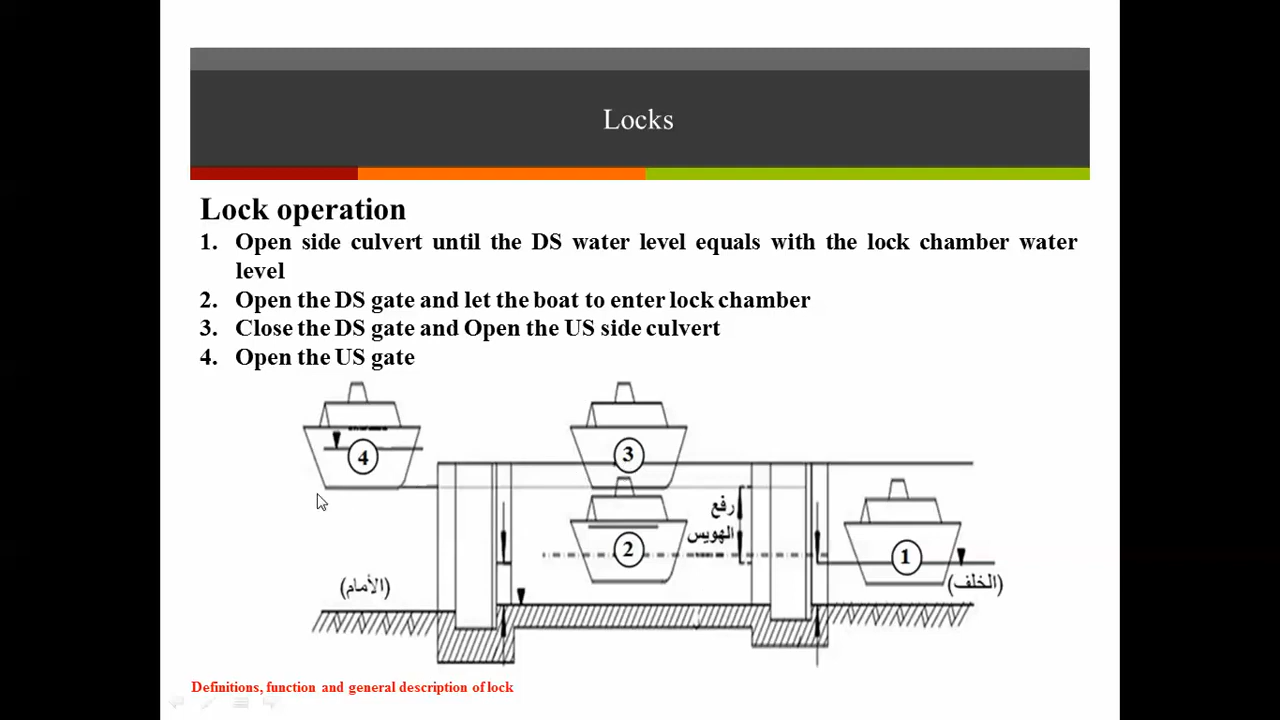 Locks
Lock operation
1. Open side culvert until the DS water level equals with the lock chamber water
level
2. Open the DS gate and let the boat to enter lock chamber
3. Close the DS gate and Open the US side culvert
4. Open the US gate
4
3
رفع
الهويس
2
1
(الأمام)
(الخلف)
Definitions, function and general description of lock